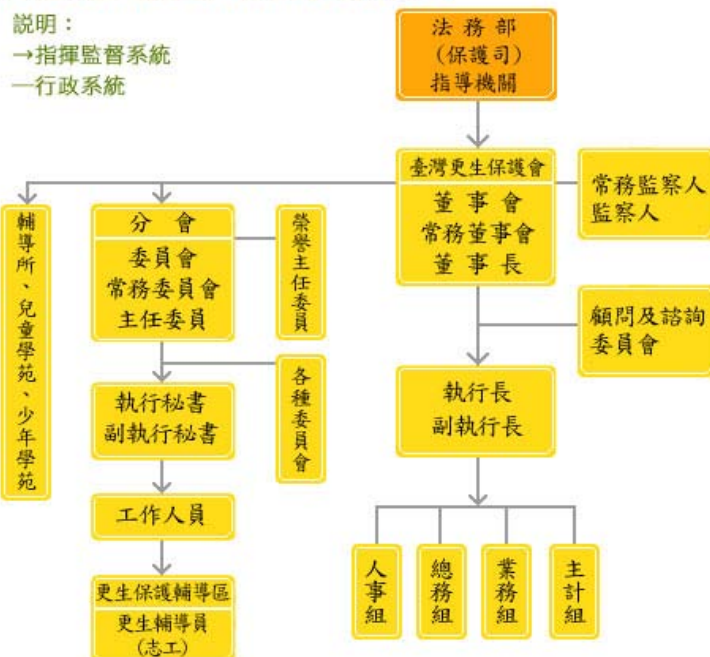 説明：
→指揮監督系統
—行政系統
法務部
（保護司）
指導機關
臺灣更生保護會
董事會
常務董事會
董事長
常務監察人
監察人
輔導所、兒童學苑、少年學苑
分會
委員會
常務委員會
主任委員
榮譽主任委員
顧問及諮詢
委員會
執行秘書
副執行秘書
各種委員會
執行長
副執行長
工作人員
人事組
總務組
業務組
主計組
更生保護輔導區
更生輔導員
(志工)